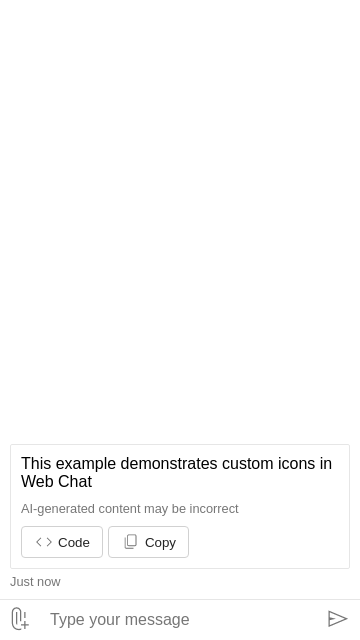 This example demonstrates custom icons in
Web Chat
AI-generated content may be incorrect
Code
Copy
Just now
Type your message